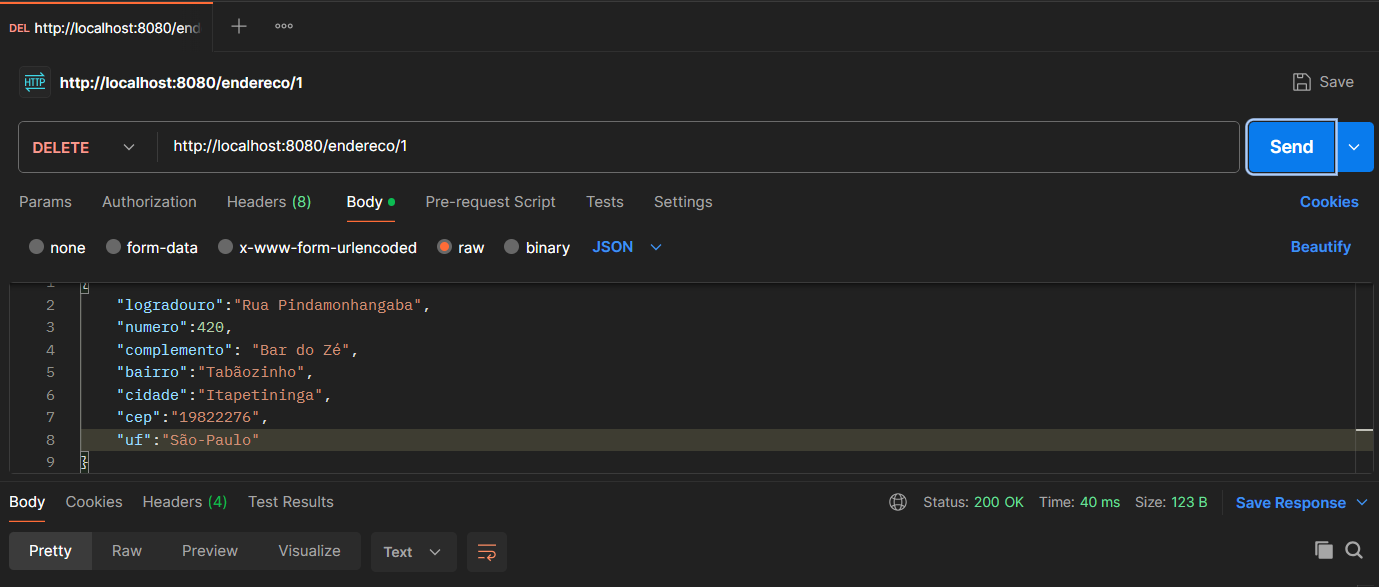 DEL http://localhost:8080/end
HTTP http://localhost:8080/endereco/1 Save
DELETE http://localhost:8080/endereco/1 Send
Params Authorization Headers (8) Body Pre-request Script Tests Settings Cookies
none form-data x-www-form-urlencoded raw binary JSON Beautify
1 {
2 "logradouro":"Rua Pindamonhangaba",
3 "numero":420,
4 "complemento": "Bar do Zé",
5 "bairro":"Tabãozinho",
6 "cidade":"Itapetininga",
7 "cep":"19822276",
8 "uf":"São-Paulo"
9 }
Body Cookies Headers (4) Test Results Status: 200 OK Time: 40 ms Size: 123 B Save Response
Pretty Raw Preview Visualize Text